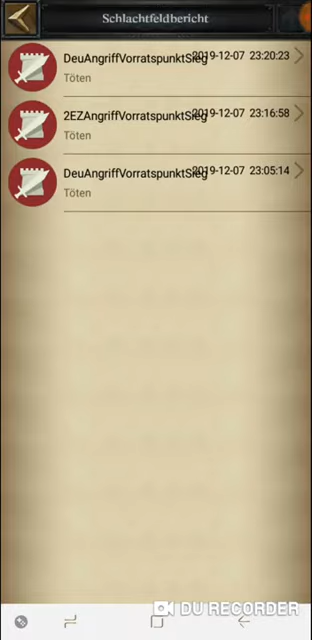 Schlachtfeldbericht
DeuAngriffVorratspunktSieg 2019-12-07 23:20:23
Töten
2EZAngriffVorratspunktSieg 2019-12-07 23:16:58
Töten
DeuAngriffVorratspunktSieg 2019-12-07 23:05:14
Töten
DU RECORDER